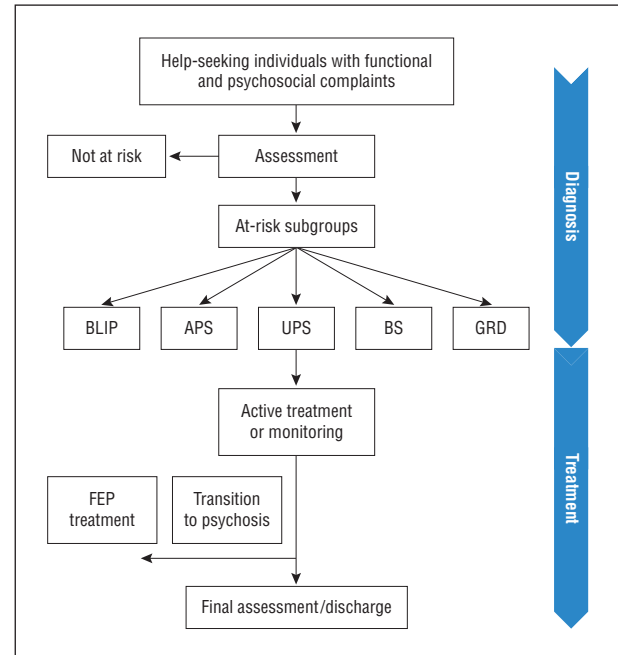 Help-seeking individuals with functional
and psychosocial complaints
Not at risk
Assessment
At-risk subgroups
BLIP
APS
UPS
BS
GRD
Active treatment
or monitoring
FEP
treatment
Transition
to psychosis
Final assessment/discharge
Diagnosis
Treatment